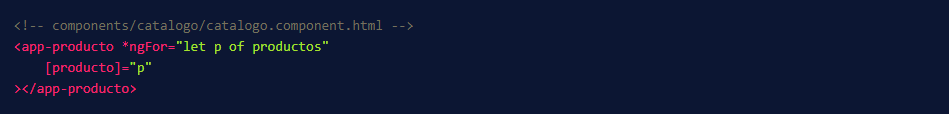 <!-- components/catalogo/catalogo.component.html -->
<app-producto *ngFor="let p of productos"
    [producto]="p"
></app-producto>